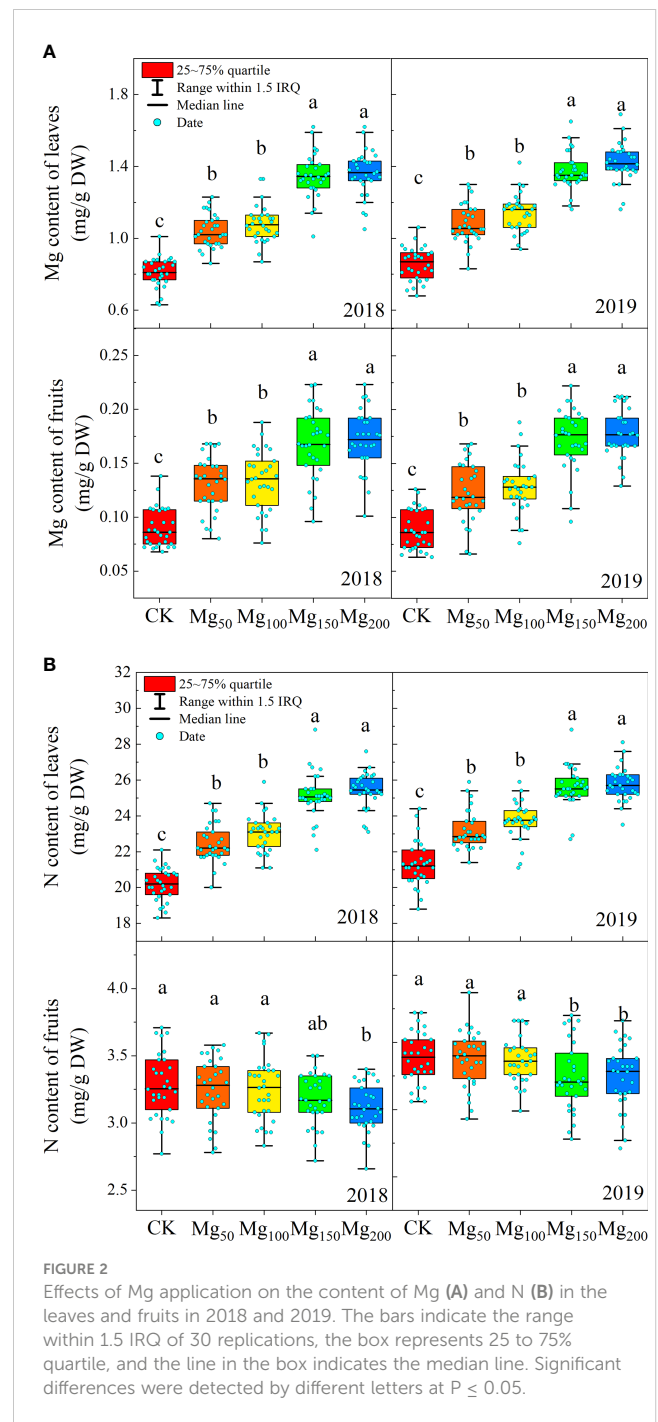 A
25~75% quartile
Range within 1.5 IRQ
Median line
Date
Mg content of leaves
(mg/g DW)
1.8
1.4
1.0
0.6
c
b
b
a
a
2018
c
b
b
a
a
2019
Mg content of fruits
(mg/g DW)
0.25
0.20
0.15
0.10
0.05
c
b
b
a
a
2018
c
b
b
a
a
2019
CK Mg50 Mg100 Mg150 Mg200 CK Mg50 Mg100 Mg150 Mg200
B
25~75% quartile
Range within 1.5 IRQ
Median line
Date
N content of leaves
(mg/g DW)
32
30
28
26
24
22
20
18
c
b
b
a
a
2018
c
b
b
a
a
2019
N content of fruits
(mg/g DW)
4.0
3.5
3.0
2.5
a
a
a
ab
b
2018
a
a
a
b
b
2019
CK Mg50 Mg100 Mg150 Mg200 CK Mg50 Mg100 Mg150 Mg200
FIGURE 2
Effects of Mg application on the content of Mg (A) and N (B) in the
leaves and fruits in 2018 and 2019. The bars indicate the range
within 1.5 IRQ of 30 replications, the box represents 25 to 75%
quartile, and the line in the box indicates the median line. Significant
differences were detected by different letters at P ≤ 0.05.